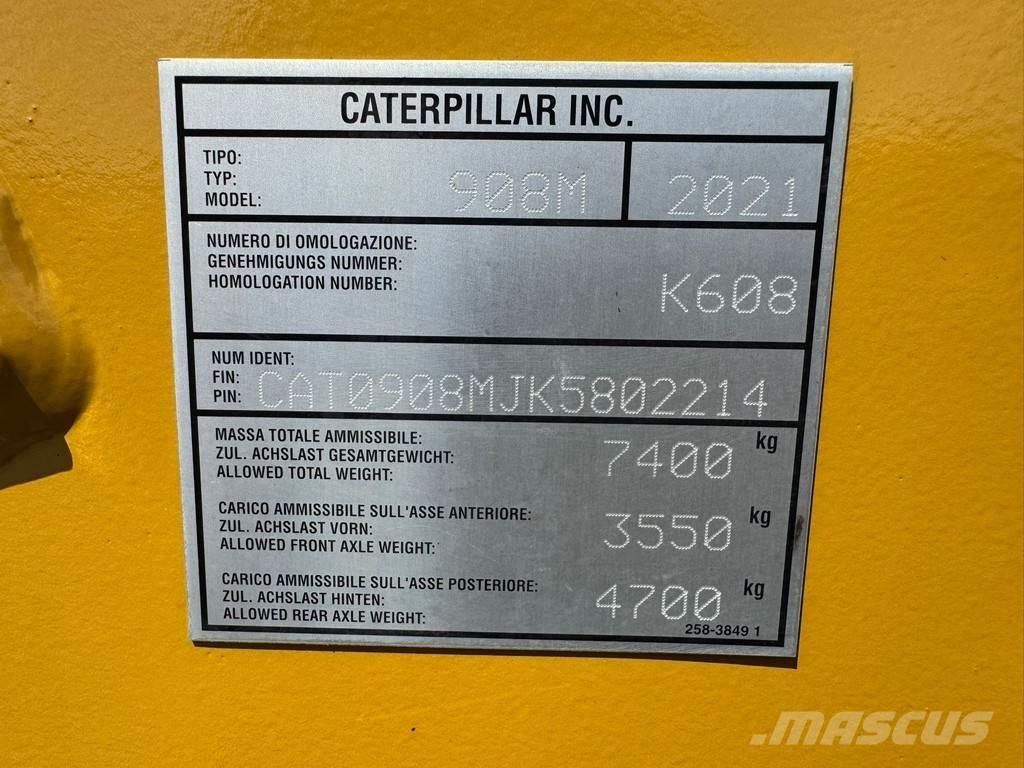 CATERPILLAR INC.
TIPO:
TYP:
MODEL: 908M 2021
NUMERO DI OMOLOGAZIONE:
GENEHMIGUNGS NUMMER:
HOMOLOGATION NUMBER: K608
NUM IDENT:
FIN:
PIN: CAT0908MJK5802214
MASSA TOTALE AMMISSIBILE:
ZUL. ACHSLAST GESAMTGEWICHT: 7400 kg
ALLOWED TOTAL WEIGHT:
CARICO AMMISSIBILE SULL'ASSE ANTERIORE:
ZUL. ACHSLAST VORN: 3550 kg
ALLOWED FRONT AXLE WEIGHT:
CARICO AMMISSIBILE SULL'ASSE POSTERIORE:
ZUL. ACHSLAST HINTEN: 4700 kg
ALLOWED REAR AXLE WEIGHT:
258-3849 1
MASCUS